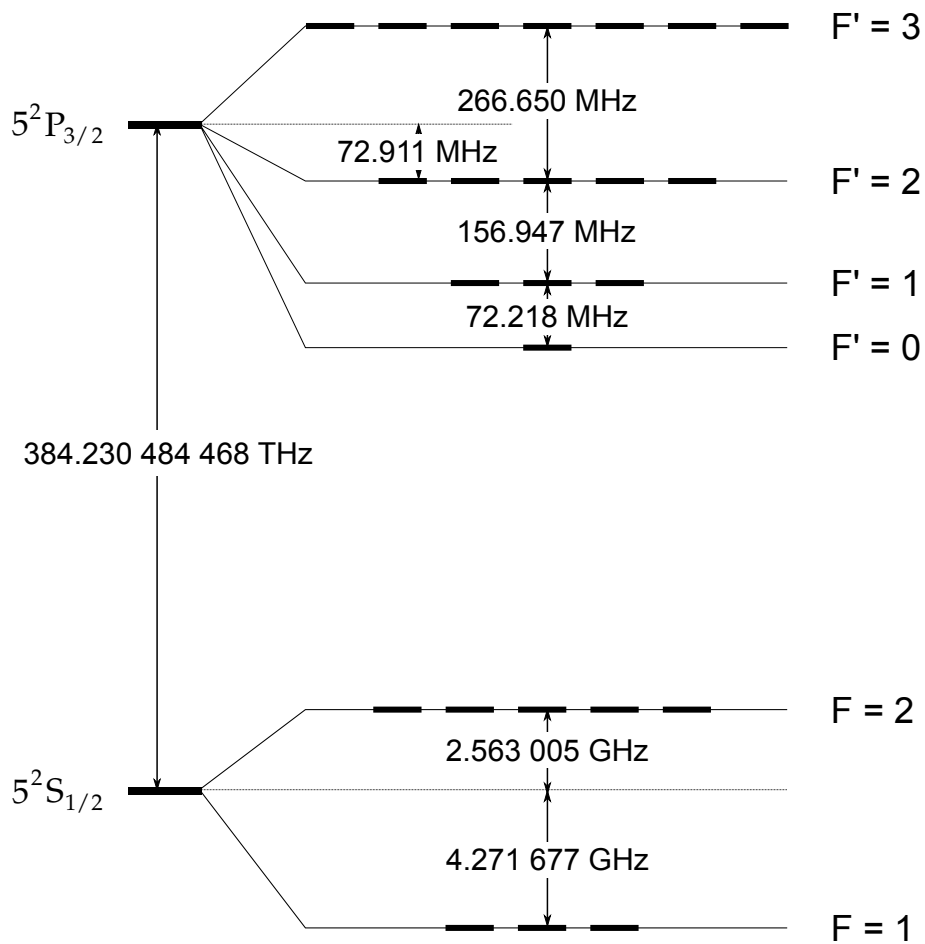 F' = 3
266.650 MHz
5²P₃/₂
72.911 MHz
F' = 2
156.947 MHz
F' = 1
72.218 MHz
F' = 0
384.230 484 468 THz
F = 2
2.563 005 GHz
5²S₁/₂
4.271 677 GHz
F = 1